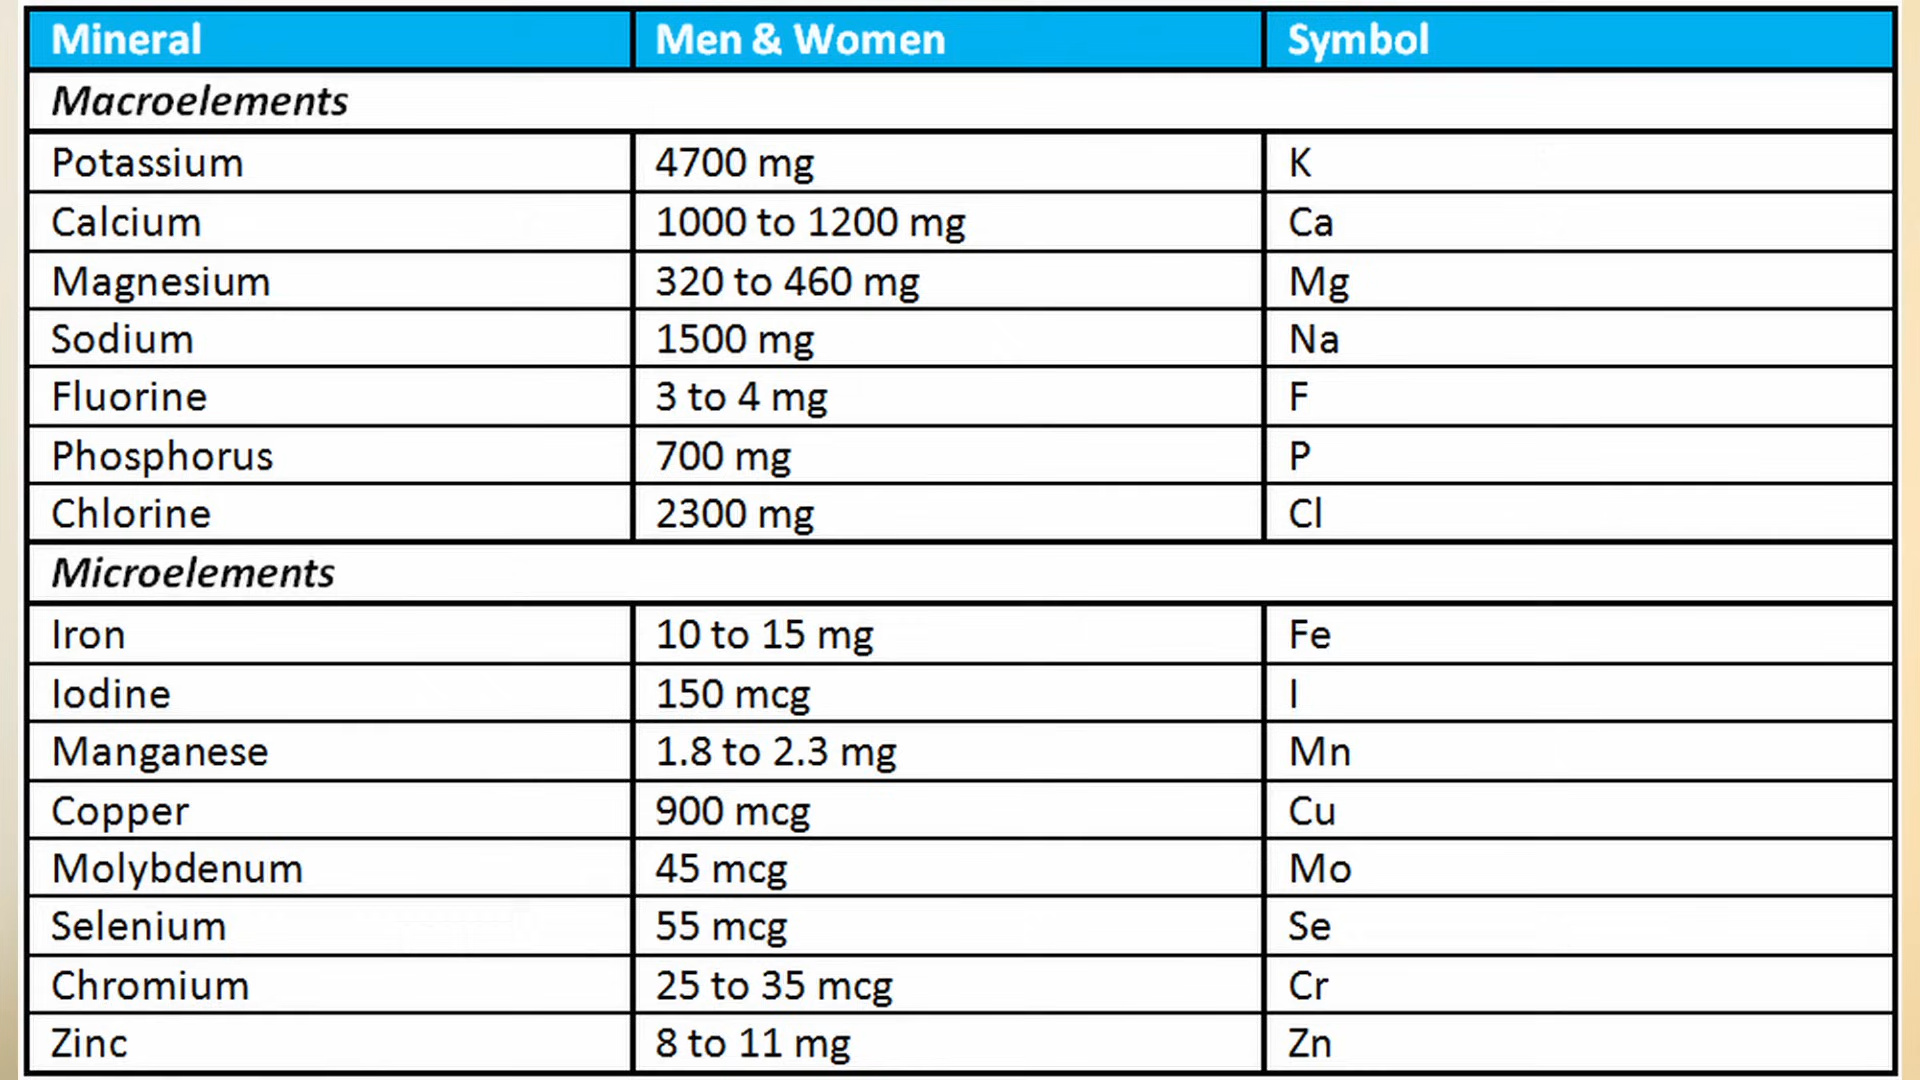 Mineral Men & Women Symbol
Macroelements
Potassium 4700 mg K
Calcium 1000 to 1200 mg Ca
Magnesium 320 to 460 mg Mg
Sodium 1500 mg Na
Fluorine 3 to 4 mg F
Phosphorus 700 mg P
Chlorine 2300 mg Cl
Microelements
Iron 10 to 15 mg Fe
Iodine 150 mcg I
Manganese 1.8 to 2.3 mg Mn
Copper 900 mcg Cu
Molybdenum 45 mcg Mo
Selenium 55 mcg Se
Chromium 25 to 35 mcg Cr
Zinc 8 to 11 mg Zn